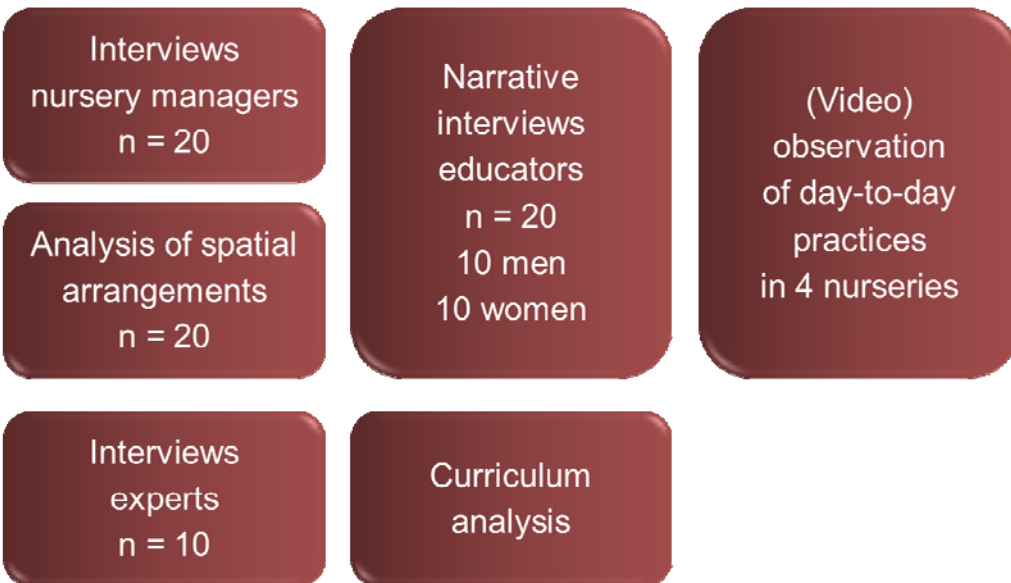 Interviews
nursery managers
n = 20
Analysis of spatial
arrangements
n = 20
Narrative
interviews
educators
n = 20
10 men
10 women
(Video)
observation
of day-to-day
practices
in 4 nurseries
Interviews
experts
n = 10
Curriculum
analysis